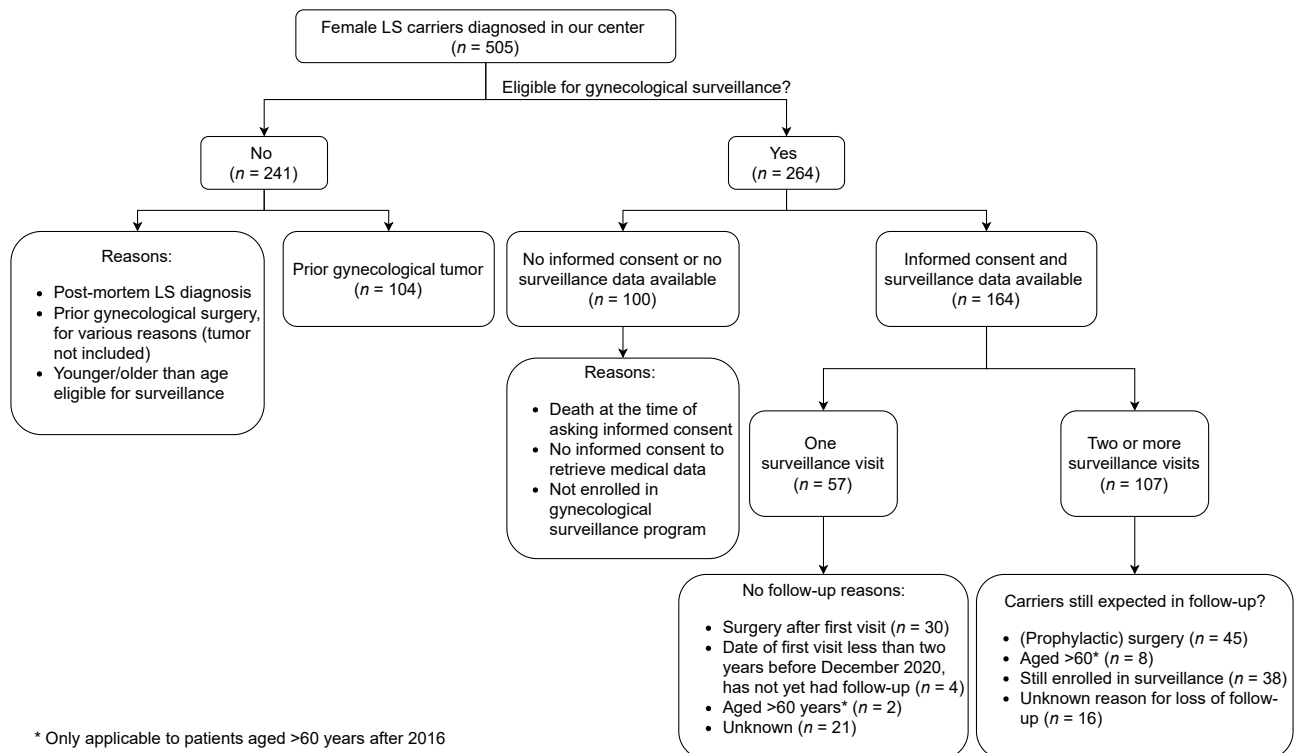 Female LS carriers diagnosed in our center
(n = 505)
Eligible for gynecological surveillance?
No
(n = 241)
Yes
(n = 264)
Reasons:
• Post-mortem LS diagnosis
• Prior gynecological surgery,
for various reasons (tumor
not included)
• Younger/older than age
eligible for surveillance
Prior gynecological tumor
(n = 104)
No informed consent or no
surveillance data available
(n = 100)
Informed consent and
surveillance data available
(n = 164)
Reasons:
• Death at the time of
asking informed consent
• No informed consent to
retrieve medical data
• Not enrolled in
gynecological
surveillance program
One
surveillance visit
(n = 57)
Two or more
surveillance visits
(n = 107)
No follow-up reasons:
• Surgery after first visit (n = 30)
• Date of first visit less than two
years before December 2020,
has not yet had follow-up (n = 4)
• Aged >60 years* (n = 2)
• Unknown (n = 21)
Carriers still expected in follow-up?
• (Prophylactic) surgery (n = 45)
• Aged >60* (n = 8)
• Still enrolled in surveillance (n = 38)
• Unknown reason for loss of follow-
up (n = 16)
* Only applicable to patients aged >60 years after 2016